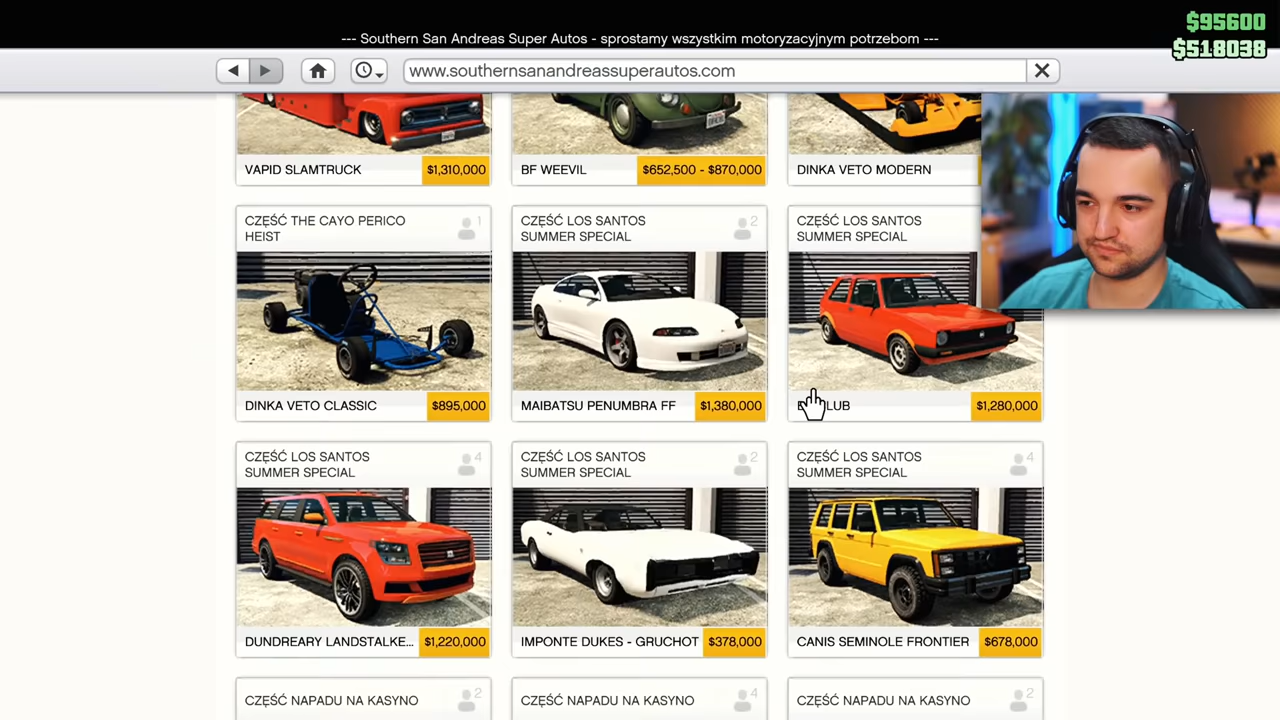 --- Southern San Andreas Super Autos - sprostamy wszystkim motoryzacyjnym potrzebom ---
$95600
$518038
www.southernsanandreassuperautos.com
VAPID SLAMTRUCK
$1,310,000
BF WEEVIL
$652,500 - $870,000
DINKA VETO MODERN
CZĘŚĆ THE CAYO PERICO
HEIST
1
CZĘŚĆ LOS SANTOS
SUMMER SPECIAL
2
CZĘŚĆ LOS SANTOS
SUMMER SPECIAL
DINKA VETO CLASSIC
$895,000
MAIBATSU PENUMBRA FF
$1,380,000
LUB
$1,280,000
CZĘŚĆ LOS SANTOS
SUMMER SPECIAL
4
CZĘŚĆ LOS SANTOS
SUMMER SPECIAL
2
CZĘŚĆ LOS SANTOS
SUMMER SPECIAL
4
DUNDREARY LANDSTALKE...
$1,220,000
IMPONTE DUKES - GRUCHOT
$378,000
CANIS SEMINOLE FRONTIER
$678,000
CZĘŚĆ NAPADU NA KASYNO
2
CZĘŚĆ NAPADU NA KASYNO
4
CZĘŚĆ NAPADU NA KASYNO
2